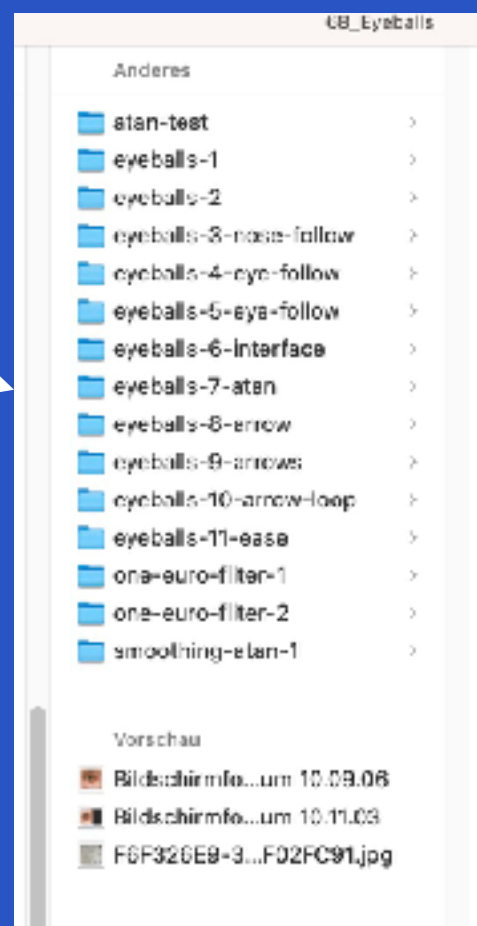 68_Eyeballs
Anderes
atan-test
eyeballs-1
eyeballs-2
eyeballs-3-nose-follow
eyeballs-4-eye-follow
eyeballs-5-eye-follow
eyeballs-6-interface
eyeballs-7-atan
eyeballs-8-arrow
eyeballs-9-arrows
eyeballs-10-arrow-loop
eyeballs-11-ease
one-euro-filter-1
one-euro-filter-2
smoothing-atan-1
Vorschau
Bildschirmfo...um 10.09.06
Bildschirmfo...um 10.11.03
F6F326E9-3...F02FC91.jpg